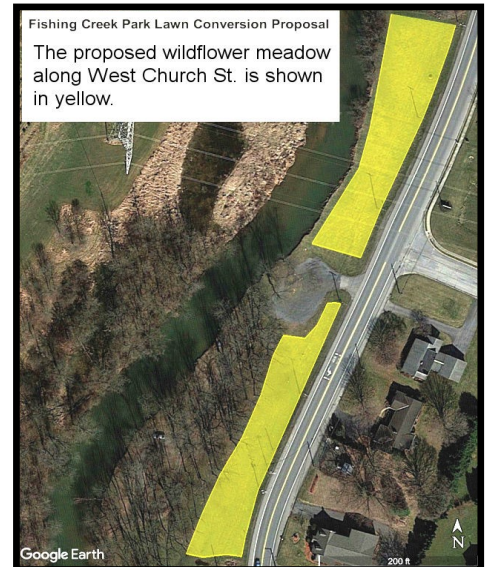 Fishing Creek Park Lawn Conversion Proposal
The proposed wildflower meadow
along West Church St. is shown
in yellow.
N
Google Earth
200 ft